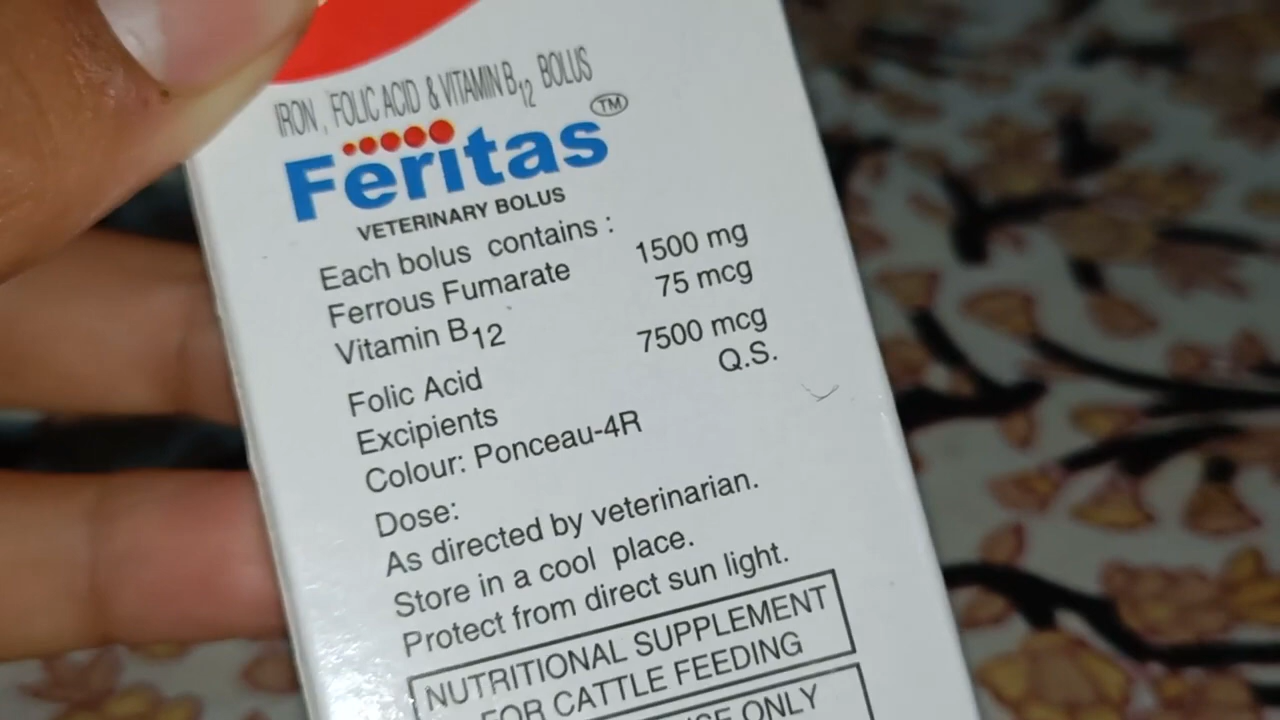 IRON, FOLIC ACID & VITAMIN B12 BOLUS
Feritas TM
VETERINARY BOLUS
Each bolus contains :
Ferrous Fumarate 1500 mg
Vitamin B12 75 mcg
Folic Acid 7500 mcg
Excipients Q.S.
Colour: Ponceau-4R
Dose:
As directed by veterinarian.
Store in a cool place.
Protect from direct sun light.
NUTRITIONAL SUPPLEMENT
FOR CATTLE FEEDING
USE ONLY